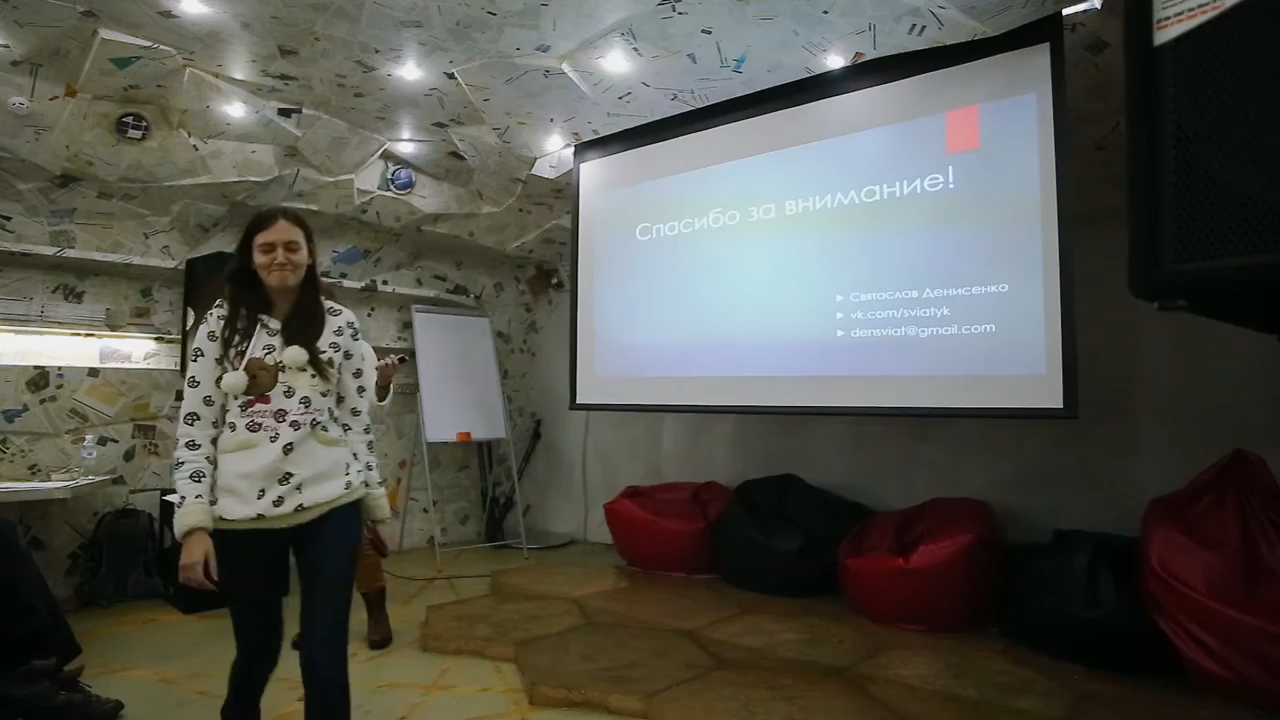 Спасибо за внимание!
Святослав Денисенко
vk.com/sviatyk
densviat@gmail.com